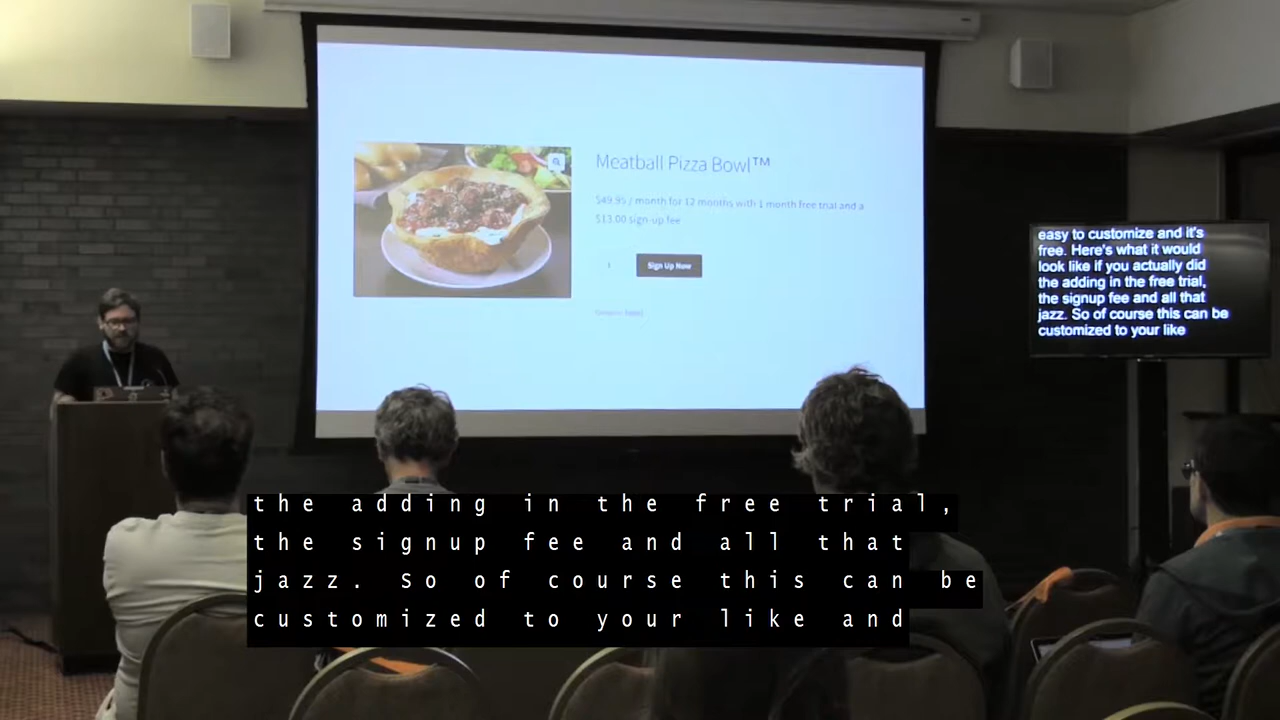 Meatball Pizza Bowl™
$49.95 / month for 12 months with 1 month free trial and a
$13.00 sign-up fee
1
Sign Up Now
easy to customize and it's
free. Here's what it would
look like if you actually did
the adding in the free trial,
the signup fee and all that
jazz. So of course this can be
customized to your like
the adding in the free trial,
the signup fee and all that
jazz. So of course this can be
customized to your like and